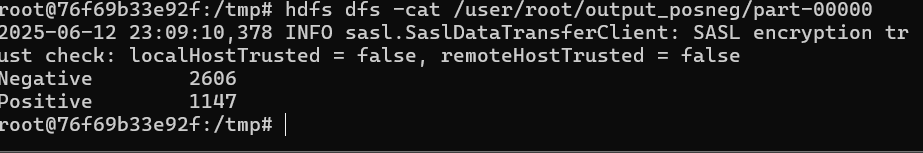 root@76f69b33e92f:/tmp# hdfs dfs -cat /user/root/output_posneg/part-00000
2025-06-12 23:09:10,378 INFO sasl.SaslDataTransferClient: SASL encryption tr
ust check: localHostTrusted = false, remoteHostTrusted = false
Negative        2606
Positive        1147
root@76f69b33e92f:/tmp#